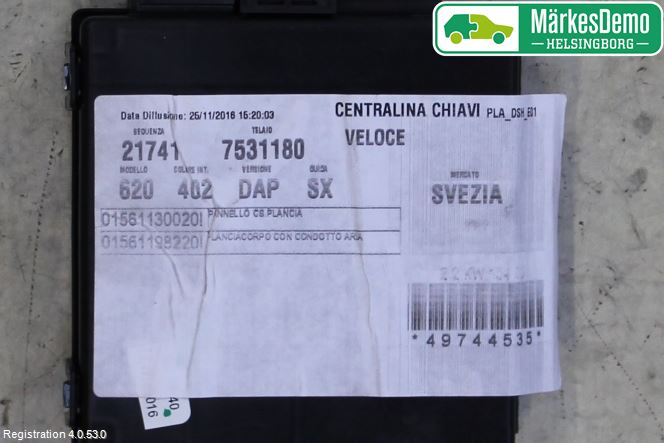 MärkesDemo
HELSINGBORG
Data Diffusione: 25/11/2016 15:20:03
CENTRALINA CHIAVI PLA_DSH_E01
SEQUENZA TELAIO
21741 7531180 VELOCE
MODELLO COLORE INT. VERSIONE GUIDA MERCATO
620 402 DAP SX SVEZIA
01561130020I PANNELLO CS.PLANCIA
01561198220I PLANCIACORPO CON CONDOTTO ARIA
*49744535*
40
2016
Registration 4.0.53.0